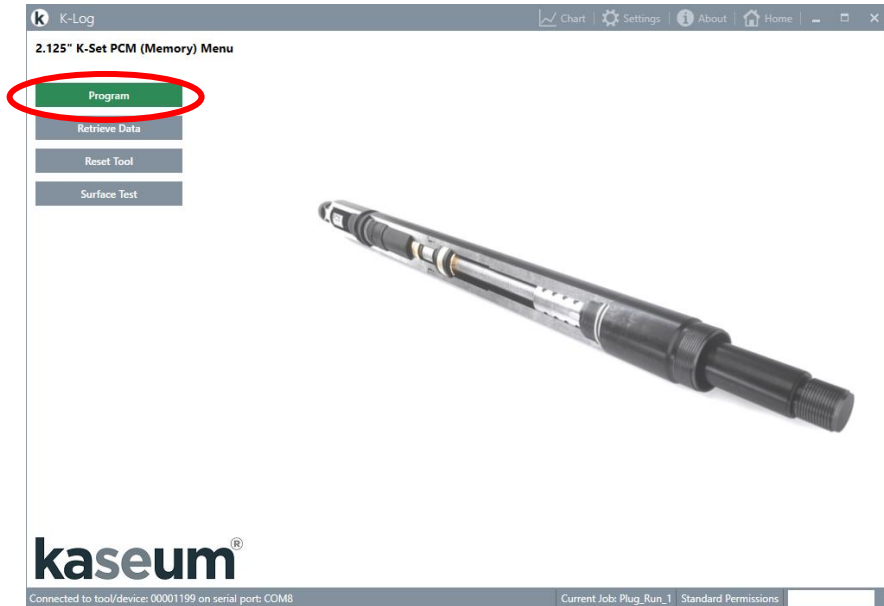 K-Log
Chart | Settings | About | Home
2.125" K-Set PCM (Memory) Menu
Program
Retrieve Data
Reset Tool
Surface Test
kaseum®
Connected to tool/device: 00001199 on serial port: COM8
Current Job: Plug_Run_1 | Standard Permissions